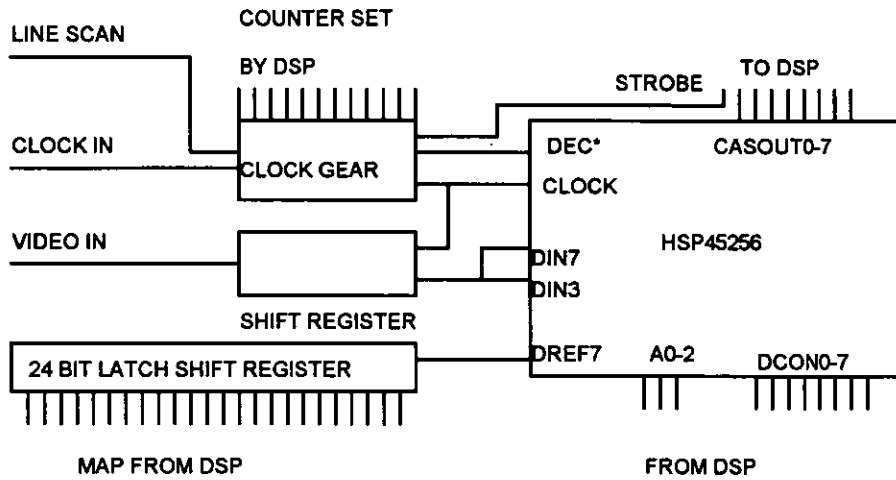 COUNTER SET
LINE SCAN
BY DSP
STROBE
TO DSP
CLOCK IN
CLOCK GEAR
DEC*
CASOUT0-7
CLOCK
VIDEO IN
HSP45256
DIN7
DIN3
SHIFT REGISTER
24 BIT LATCH SHIFT REGISTER
DREF7
A0-2
DCON0-7
MAP FROM DSP
FROM DSP